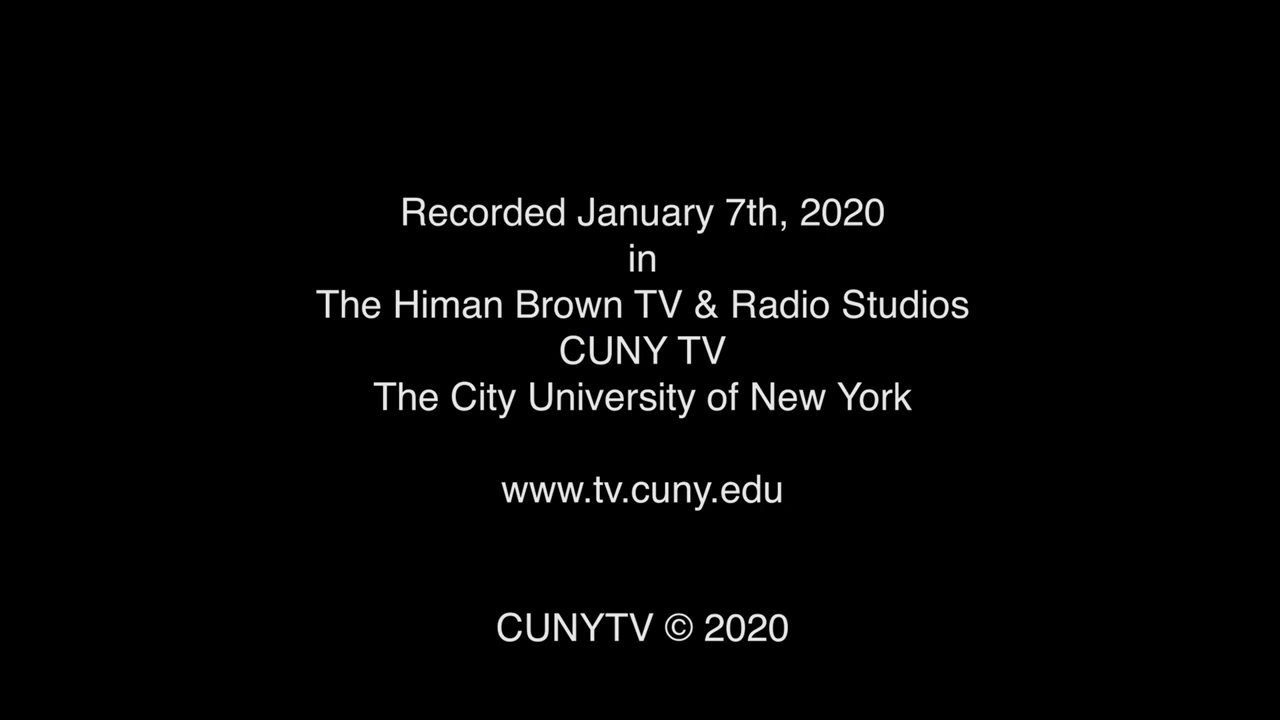 Recorded January 7th, 2020
in
The Himan Brown TV & Radio Studios
CUNY TV
The City University of New York
www.tv.cuny.edu
CUNYTV © 2020